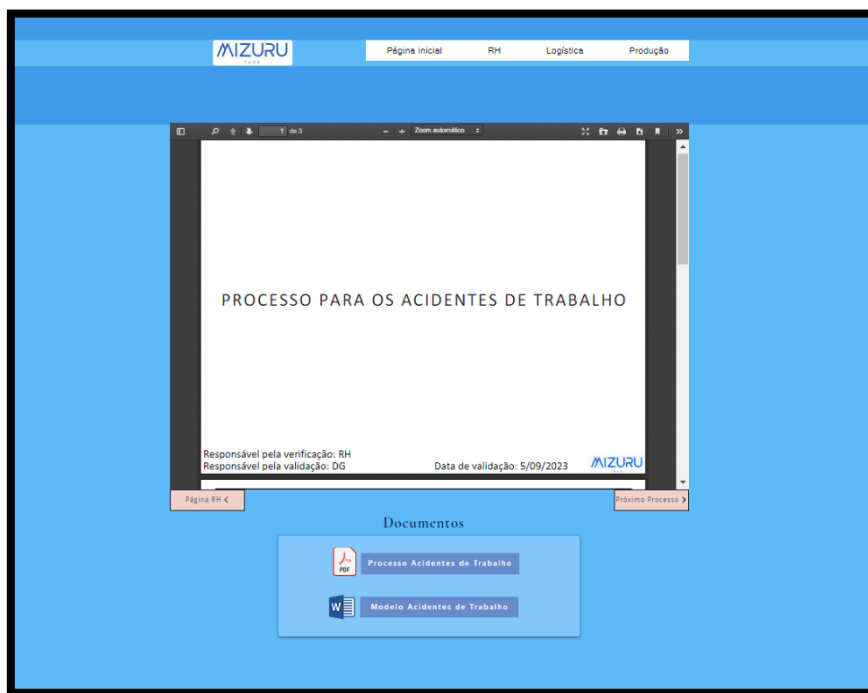 MIZURU
TECH
Página inicial RH Logística Produção
1 de 3 Zoom automático
PROCESSO PARA OS ACIDENTES DE TRABALHO
Responsável pela verificação: RH
Responsável pela validação: DG Data de validação: 5/09/2023 MIZURU
Página RH Próximo Processo
Documentos
PDF Processo Acidentes de Trabalho
W Modelo Acidentes de Trabalho